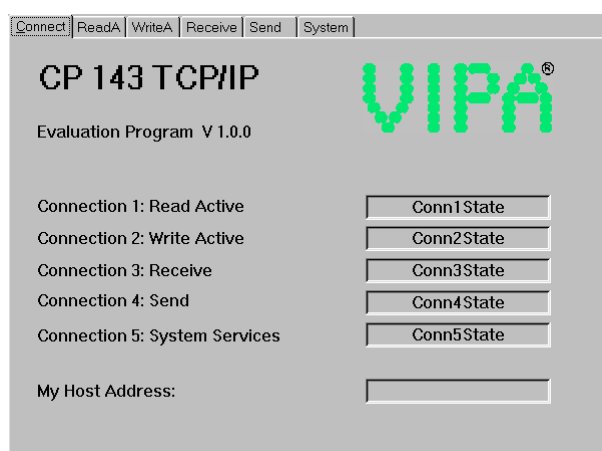 Connect ReadA WriteA Receive Send System
CP 143 TCP/IP
VIPA®
Evaluation Program V 1.0.0
Connection 1: Read Active Conn1State
Connection 2: Write Active Conn2State
Connection 3: Receive Conn3State
Connection 4: Send Conn4State
Connection 5: System Services Conn5State
My Host Address: